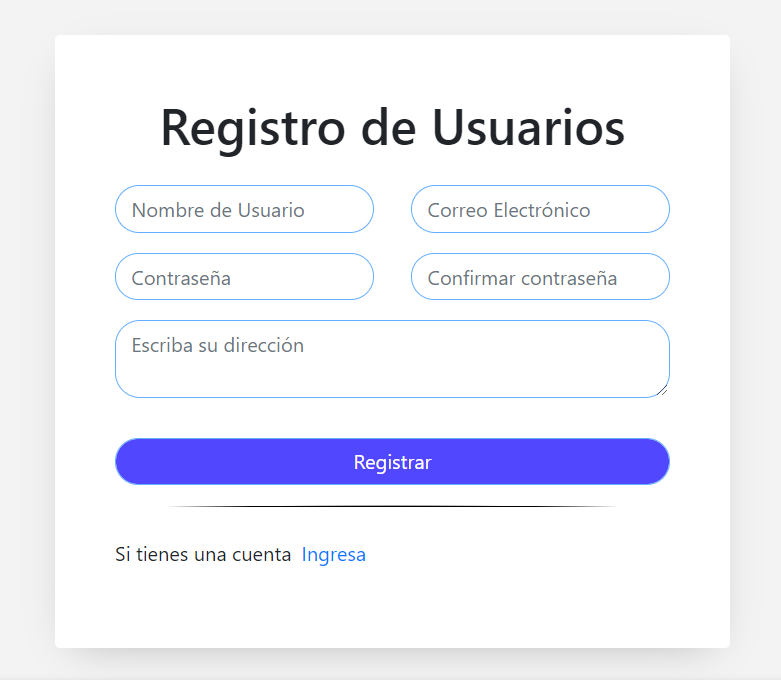 Registro de Usuarios
Nombre de Usuario
Correo Electrónico
Contraseña
Confirmar contraseña
Escriba su dirección
Registrar
Si tienes una cuenta Ingresa